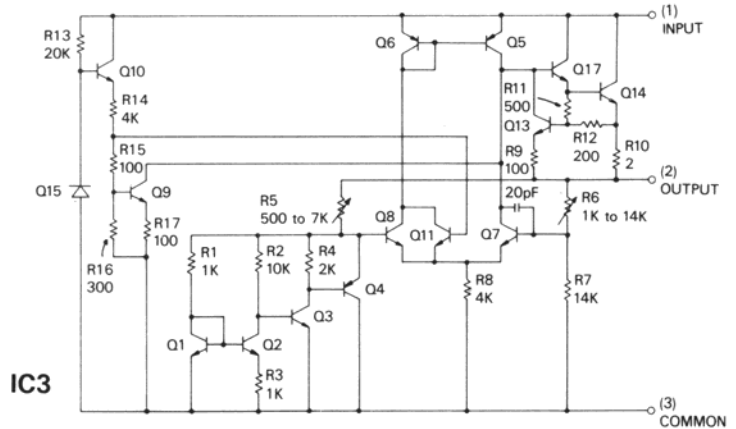 (1)
INPUT
R13
20K
Q6
Q5
Q10
Q17
R14
4K
R11
500
Q14
Q13
R12
200
R10
2
R15
100
R9
100
(2)
OUTPUT
Q15
Q9
20pF
R5
500 to 7K
R6
1K to 14K
R17
100
Q8
Q11
Q7
R16
300
R1
1K
R2
10K
R4
2K
Q4
R8
4K
R7
14K
Q3
Q1
Q2
R3
1K
IC3
(3)
COMMON